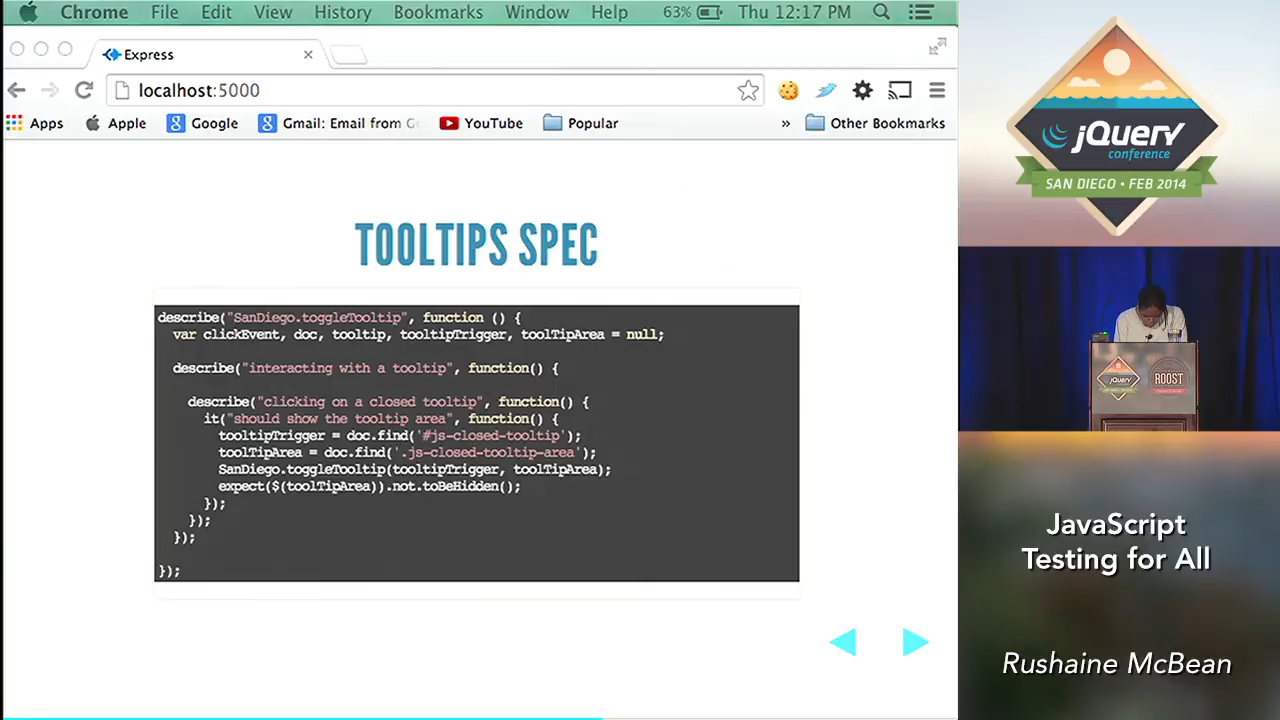 Chrome File Edit View History Bookmarks Window Help 63% Thu 12:17 PM
Express
localhost:5000
Apps Apple Google Gmail: Email from Go YouTube Popular » Other Bookmarks
TOOLTIPS SPEC
describe("SanDiego.toggleTooltip", function () {
var clickEvent, doc, tooltip, tooltipTrigger, toolTipArea = null;
describe("interacting with a tooltip", function() {
describe("clicking on a closed tooltip", function() {
it("should show the tooltip area", function() {
tooltipTrigger = doc.find('#js-closed-tooltip');
toolTipArea = doc.find('.js-closed-tooltip-area');
SanDiego.toggleTooltip(tooltipTrigger, toolTipArea);
expect($(toolTipArea)).not.toBeHidden();
});
});
});
});
jQuery
conference
SAN DIEGO • FEB 2014
jQuery
ROOST
JavaScript
Testing for All
Rushaine McBean